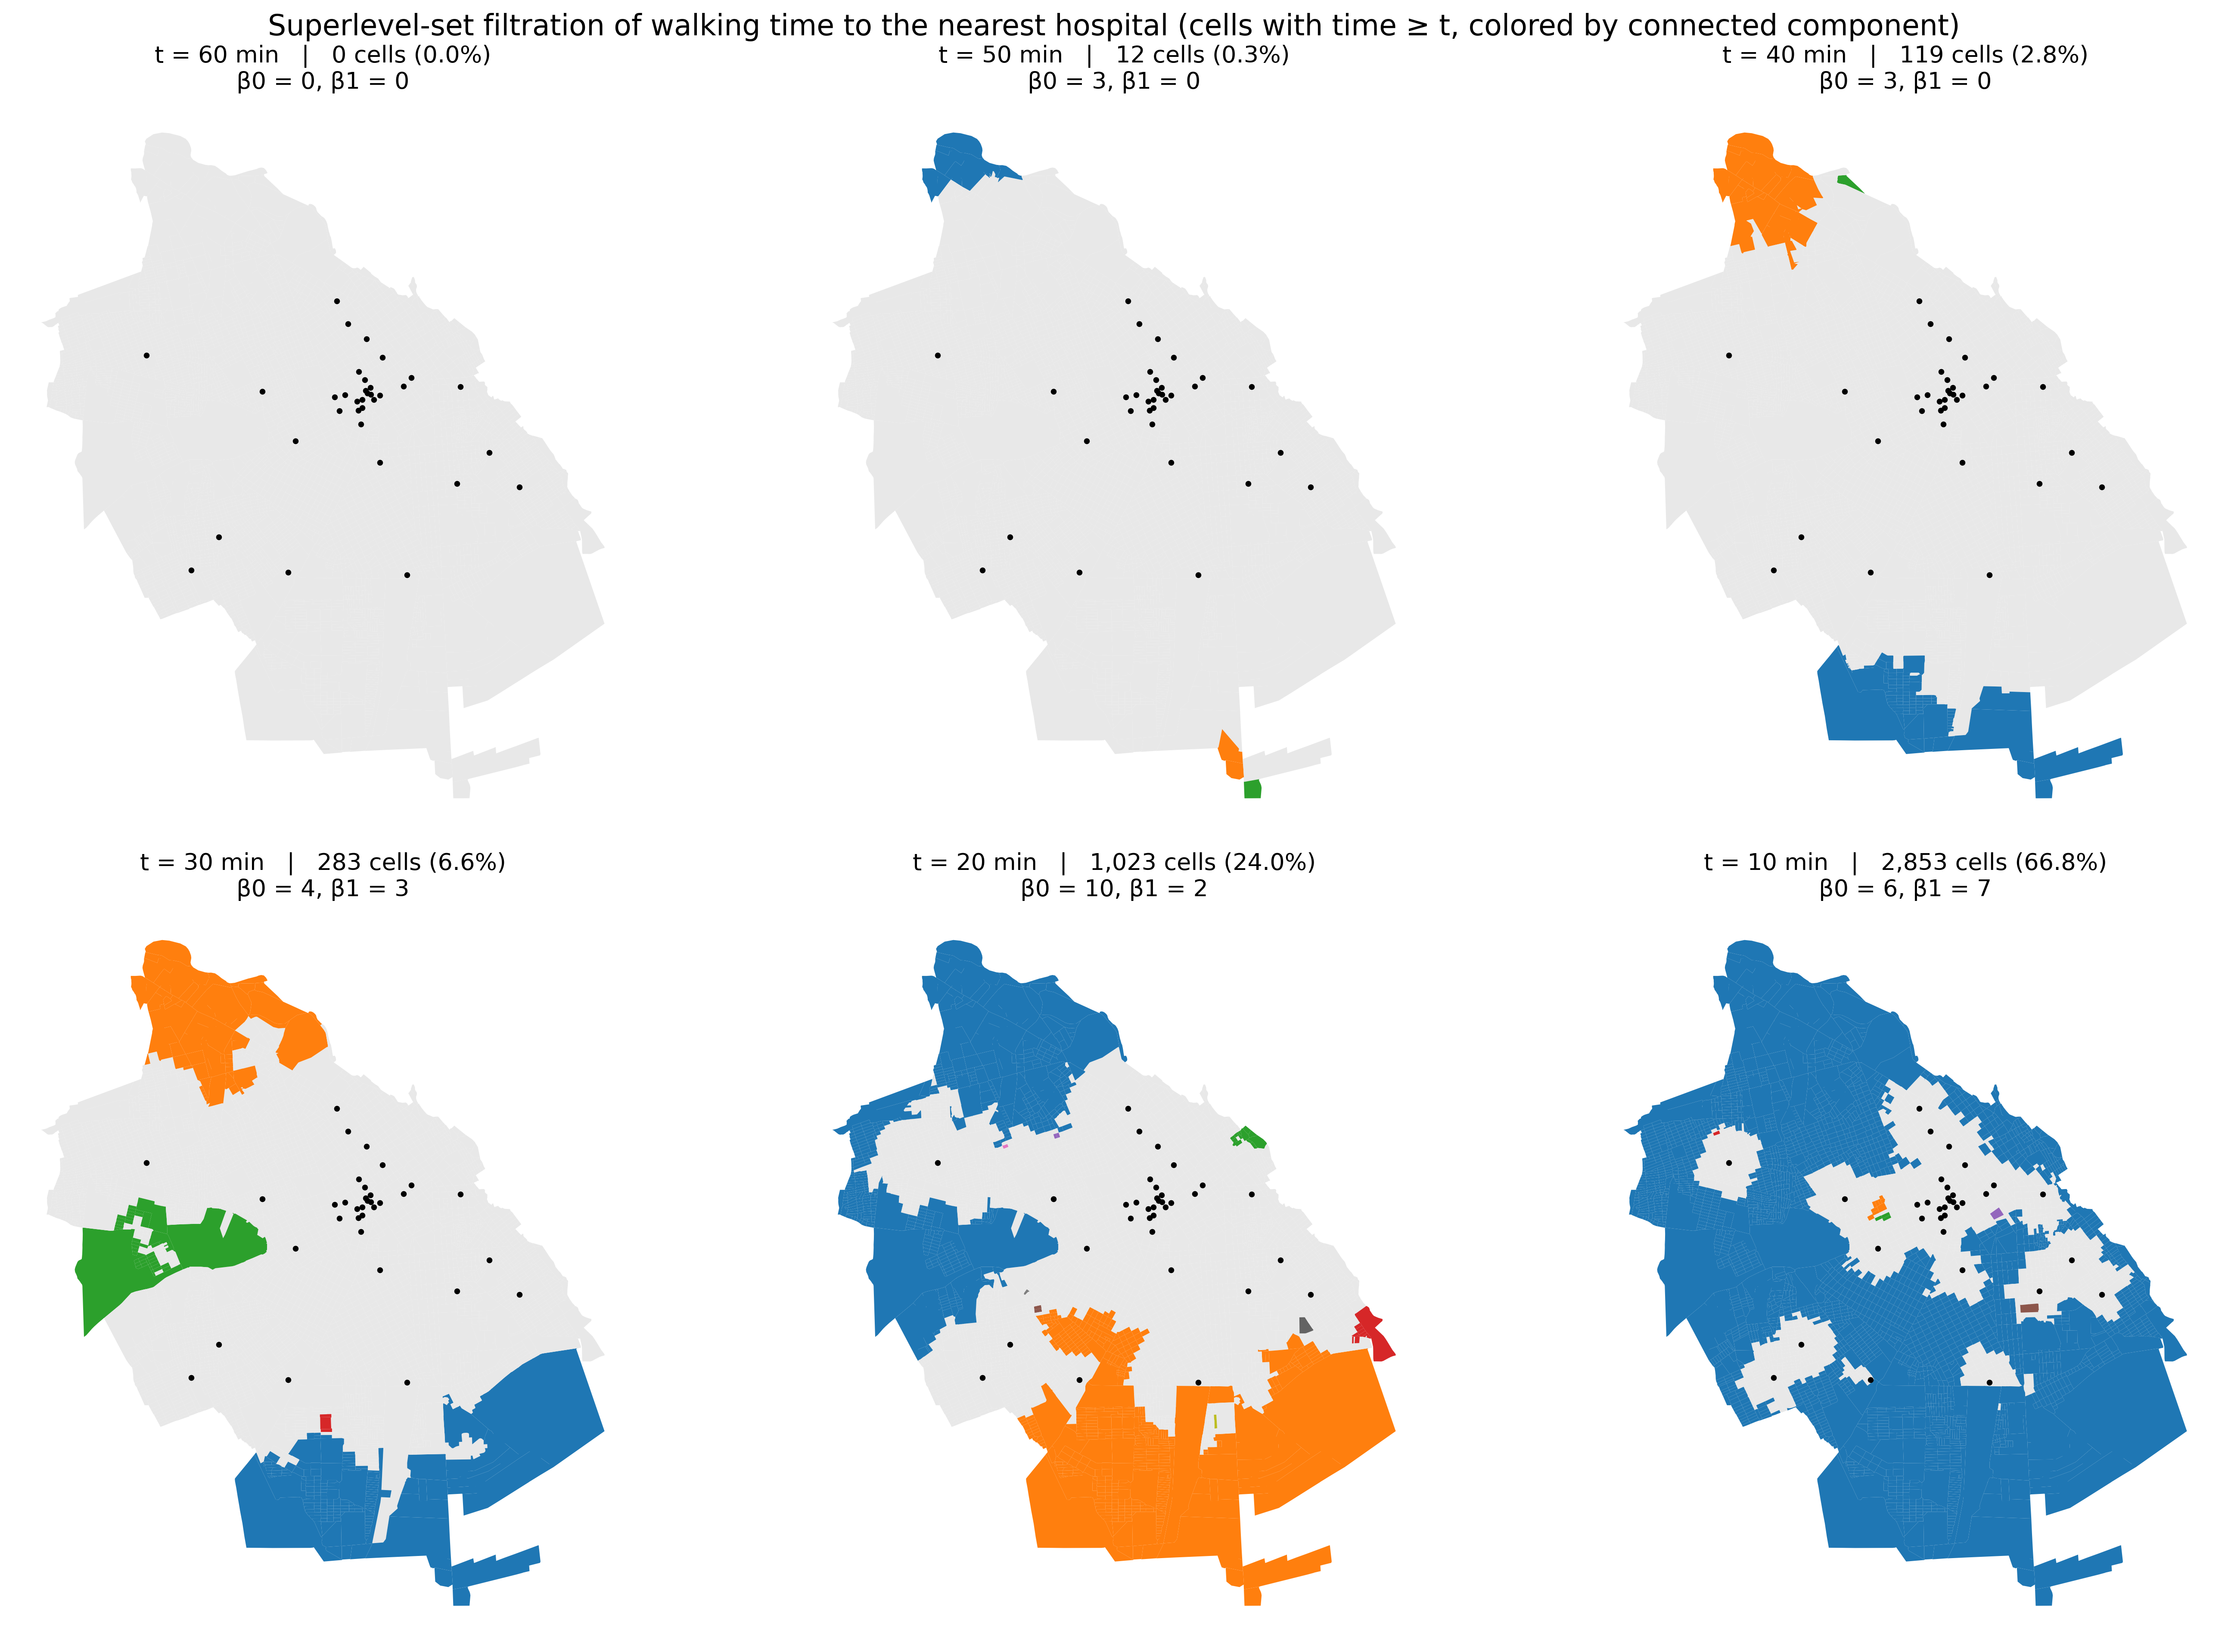 Superlevel-set filtration of walking time to the nearest hospital (cells with time ≥ t, colored by connected component)
t = 60 min | 0 cells (0.0%)
β0 = 0, β1 = 0
t = 50 min | 12 cells (0.3%)
β0 = 3, β1 = 0
t = 40 min | 119 cells (2.8%)
β0 = 3, β1 = 0
t = 30 min | 283 cells (6.6%)
β0 = 4, β1 = 3
t = 20 min | 1,023 cells (24.0%)
β0 = 10, β1 = 2
t = 10 min | 2,853 cells (66.8%)
β0 = 6, β1 = 7